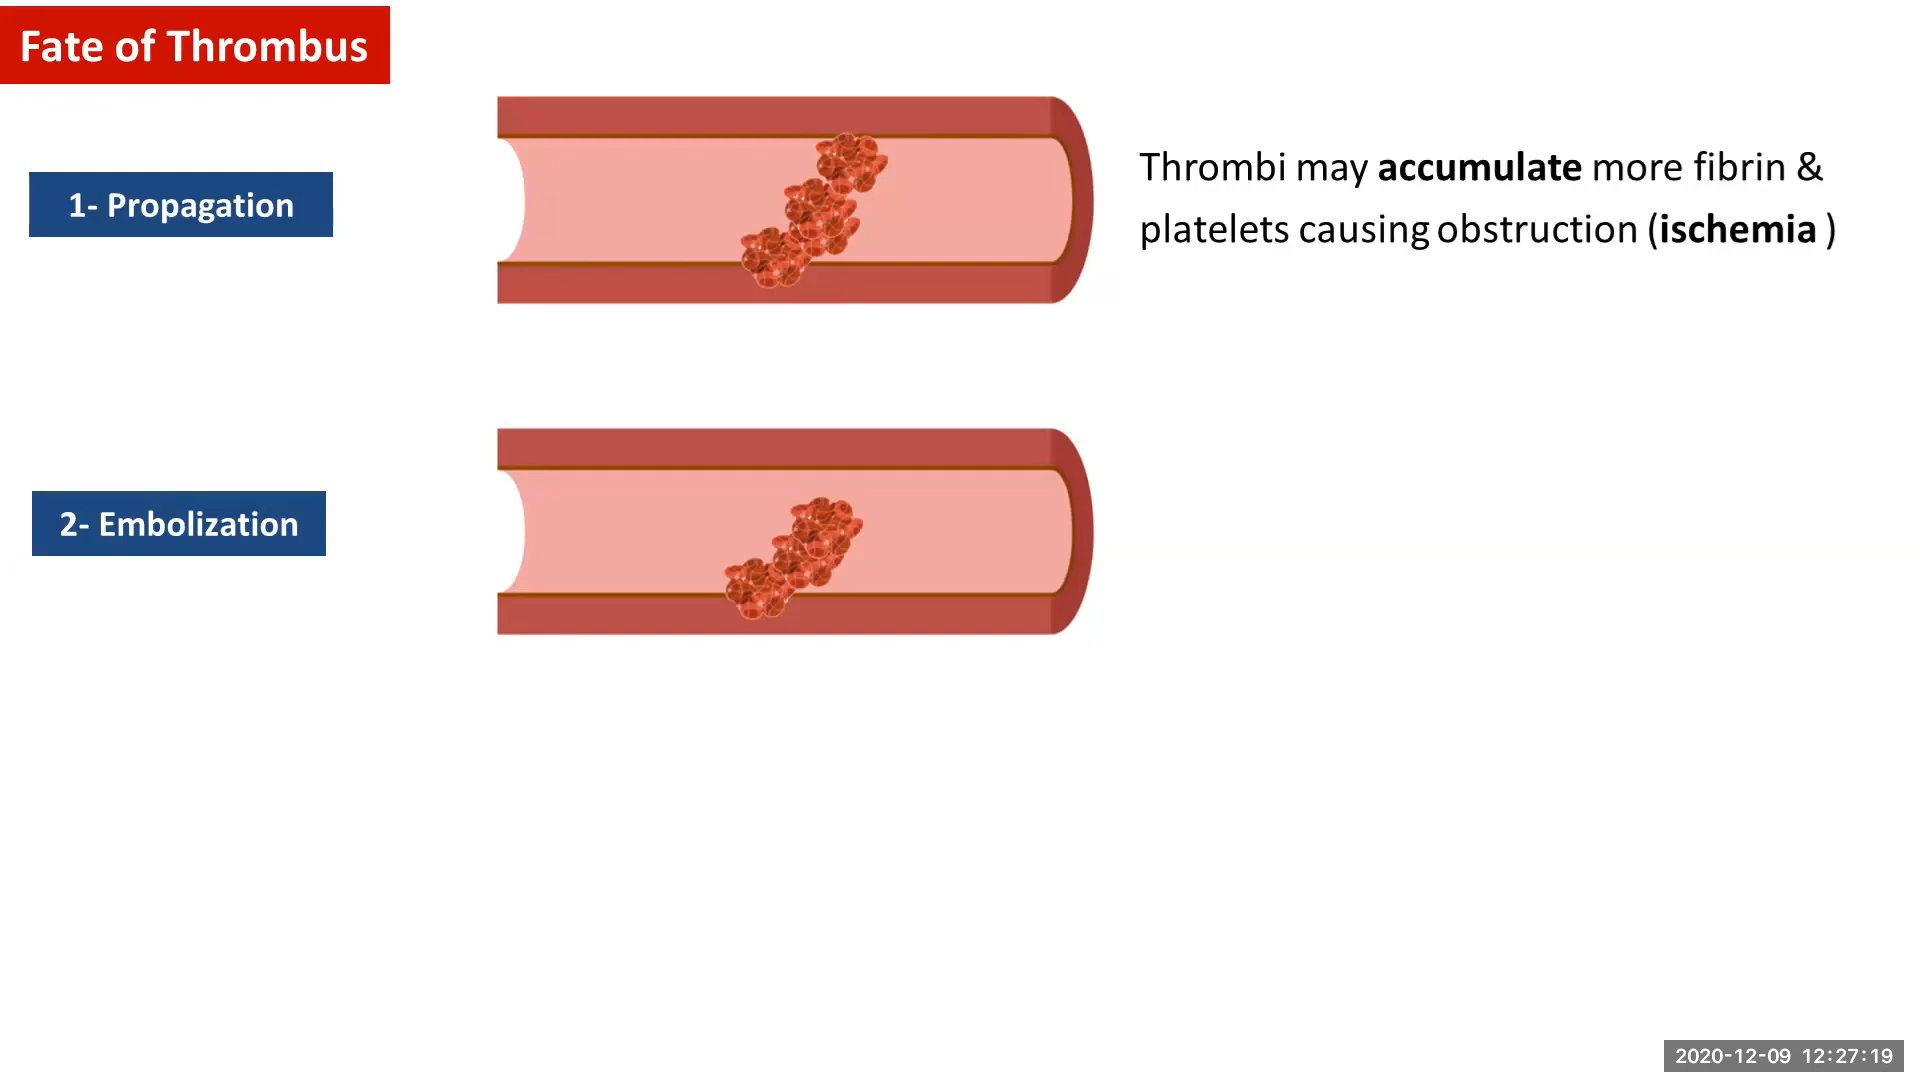 Fate of Thrombus
1- Propagation
Thrombi may accumulate more fibrin &
platelets causing obstruction (ischemia )
2- Embolization
2020-12-09 12:27:19